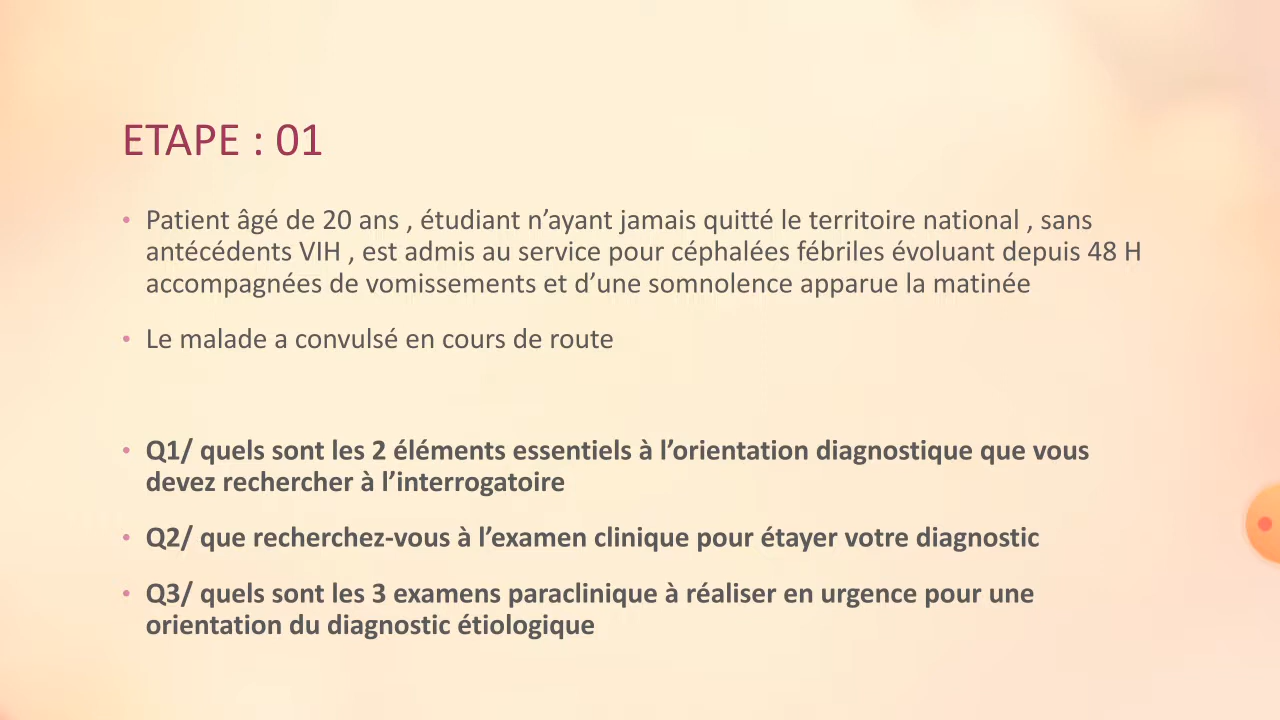 ETAPE : 01
• Patient âgé de 20 ans , étudiant n’ayant jamais quitté le territoire national , sans
antécédents VIH , est admis au service pour céphalées fébriles évoluant depuis 48 H
accompagnées de vomissements et d’une somnolence apparue la matinée
• Le malade a convulsé en cours de route
• Q1/ quels sont les 2 éléments essentiels à l’orientation diagnostique que vous
devez rechercher à l’interrogatoire
• Q2/ que recherchez-vous à l’examen clinique pour étayer votre diagnostic
• Q3/ quels sont les 3 examens paraclinique à réaliser en urgence pour une
orientation du diagnostic étiologique